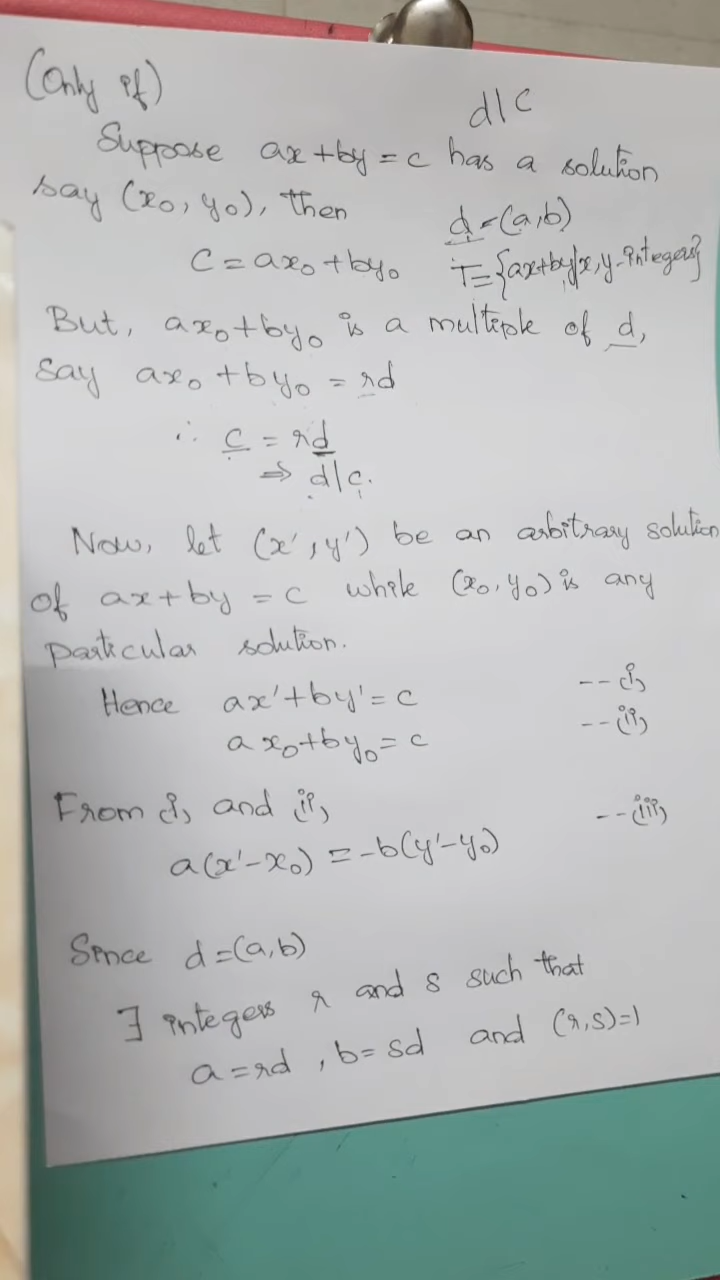 (Only if)
d|c
Suppose ax+by=c has a solution
say (x₀, y₀), then
d=(a,b)
c = ax₀+by₀
T={ax+by|x,y-integers}
But, ax₀+by₀ is a multiple of d,
say ax₀+by₀ = rd
∴ c = rd
⇒ d|c.
Now, let (x', y') be an arbitrary solution
of ax+by = c while (x₀, y₀) is any
particular solution.
Hence ax'+by'= c --(i)
ax₀+by₀= c --(ii)
From (i) and (ii)
a(x'-x₀) = -b(y'-y₀) --(iii)
Since d=(a,b)
∃ integers r and s such that
a=rd , b= sd and (r,s)=1